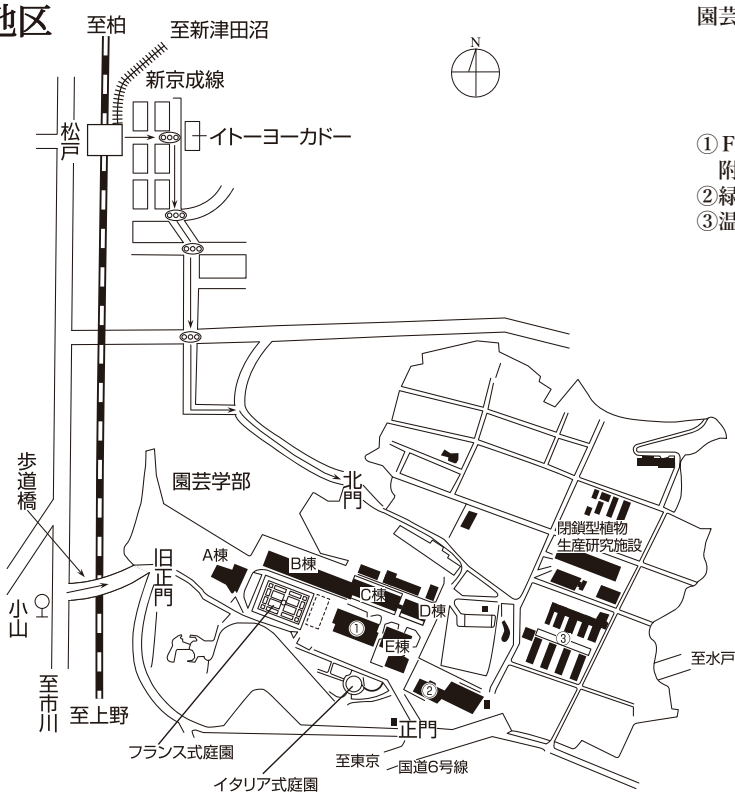 地区
至柏
至新津田沼
新京成線
N
園芸
松戸
イトーヨーカドー
① F
附
②緑
③温
歩道橋
園芸学部
北門
閉鎖型植物
生産研究施設
旧正門
A棟
B棟
C棟
D棟
①
E棟
③
小山
至水戸
至市川
至上野
②
正門
フランス式庭園
至東京
国道6号線
イタリア式庭園